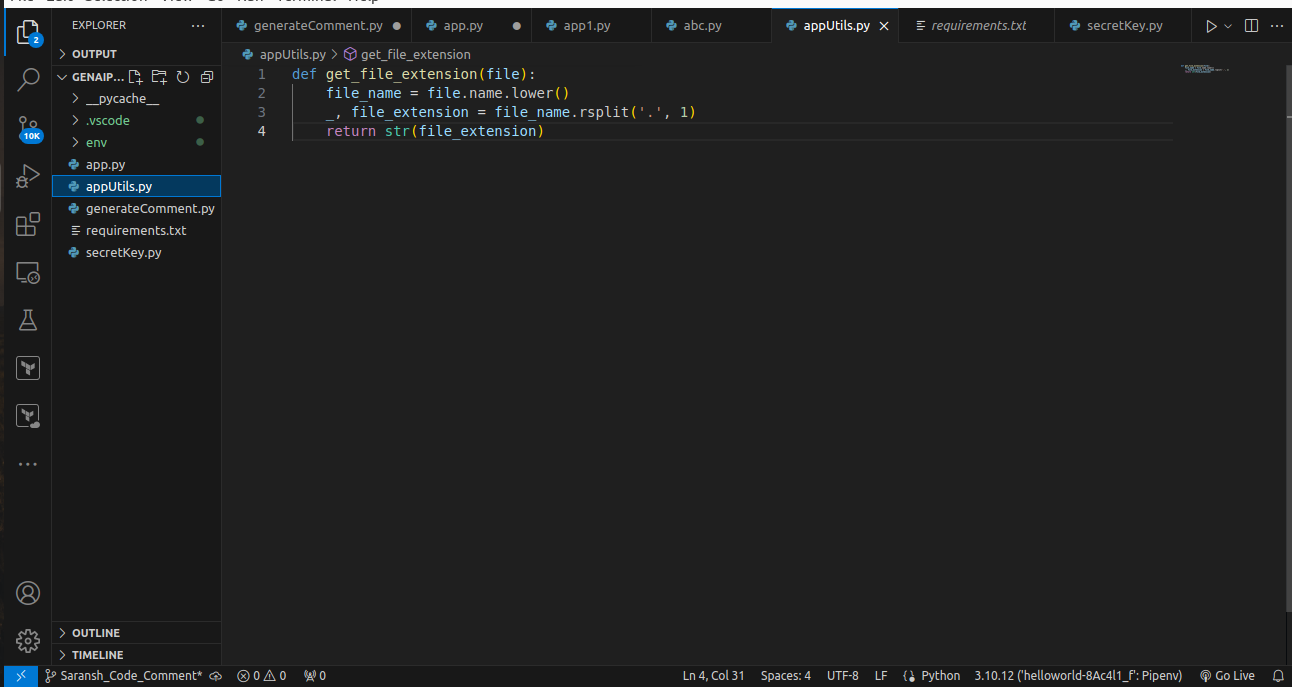 EXPLORER
generateComment.py
app.py
app1.py
abc.py
appUtils.py
requirements.txt
secretKey.py
OUTPUT
GENAIP...
__pycache__
.vscode
env
app.py
appUtils.py
generateComment.py
requirements.txt
secretKey.py
OUTLINE
TIMELINE
2
10K
appUtils.py > get_file_extension
1 def get_file_extension(file):
2 file_name = file.name.lower()
3 _, file_extension = file_name.rsplit('.', 1)
4 return str(file_extension)
Saransh_Code_Comment* 0 0 0 Ln 4, Col 31 Spaces: 4 UTF-8 LF Python 3.10.12 ('helloworld-8Ac4l1_f': Pipenv) Go Live